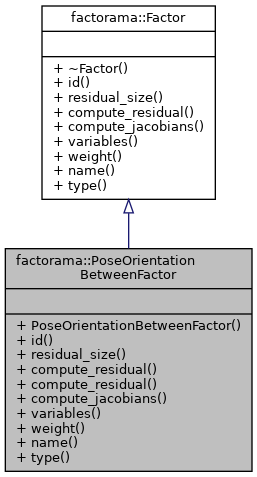 factorama::Factor
+ ~Factor()
+ id()
+ residual_size()
+ compute_residual()
+ compute_jacobians()
+ variables()
+ weight()
+ name()
+ type()
factorama::PoseOrientation
BetweenFactor
+ PoseOrientationBetweenFactor()
+ id()
+ residual_size()
+ compute_residual()
+ compute_residual()
+ compute_jacobians()
+ variables()
+ weight()
+ name()
+ type()